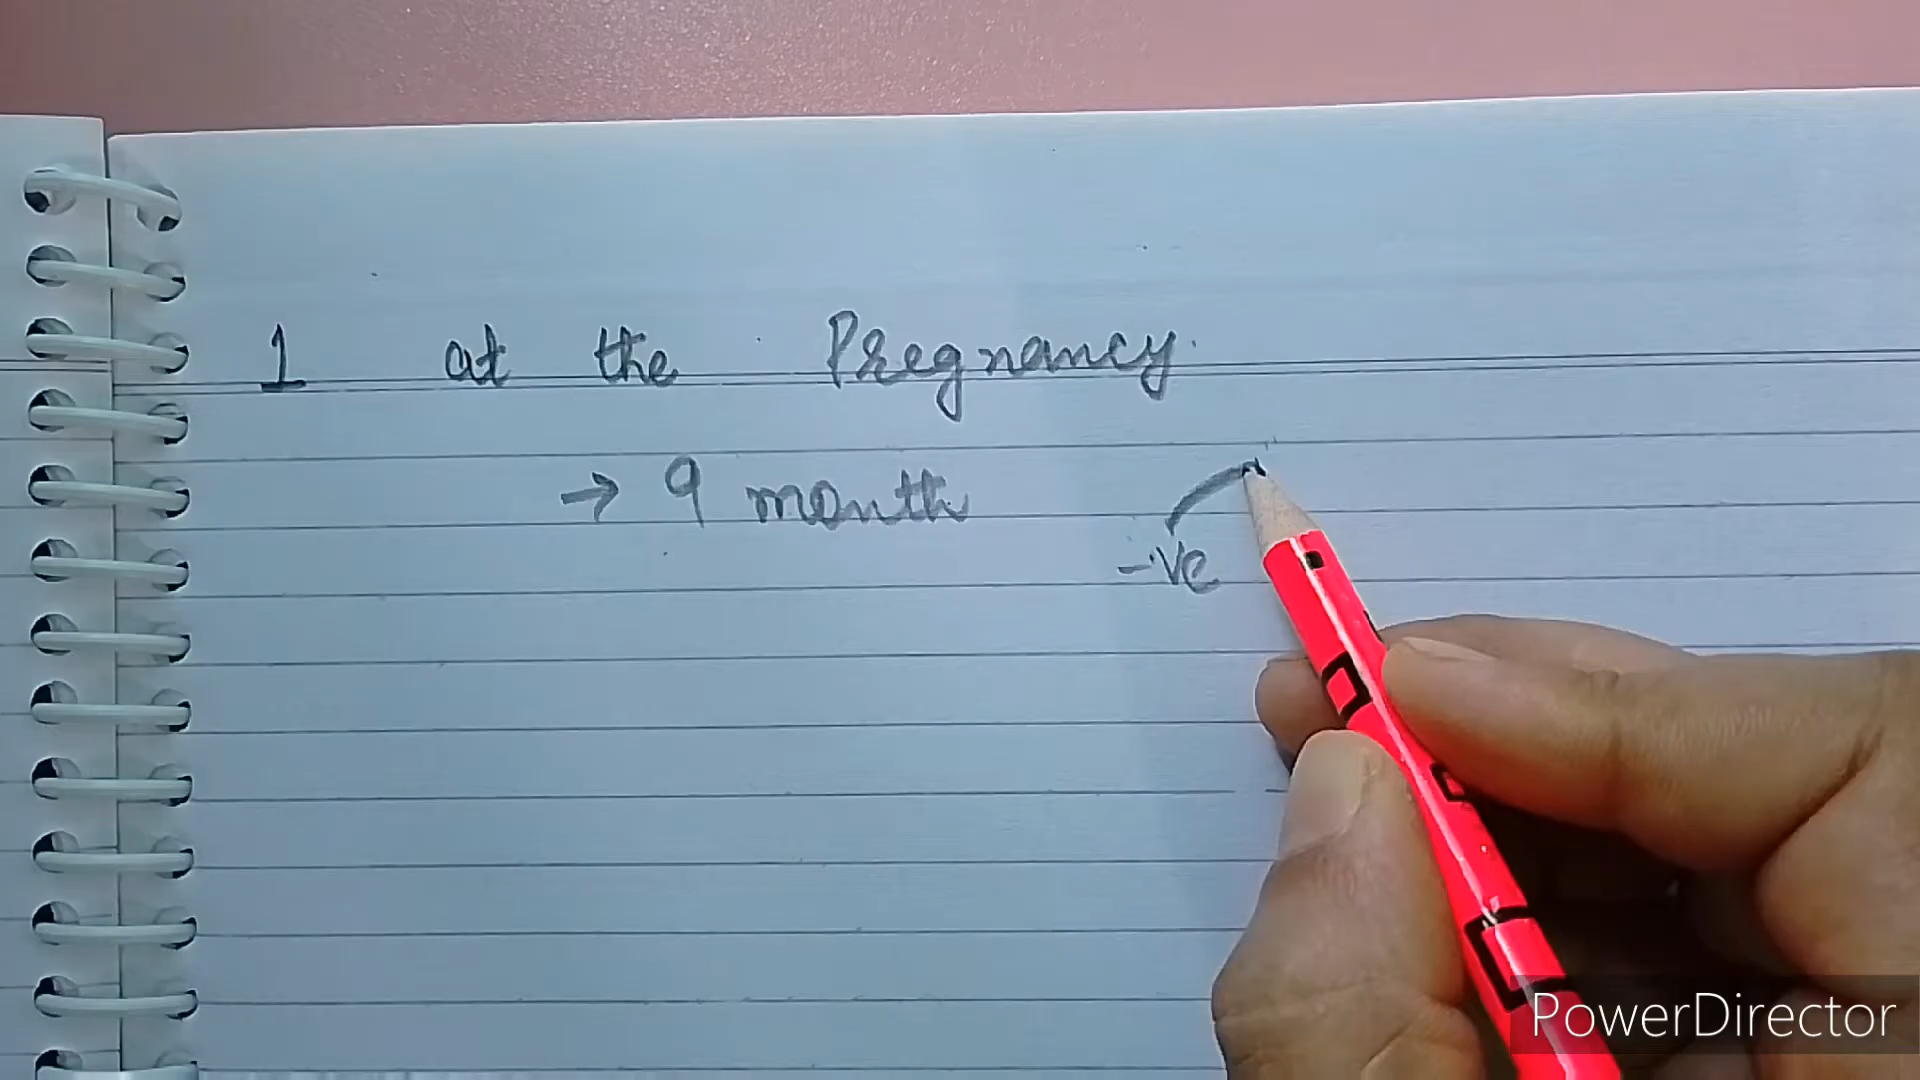 1 at the Pregnancy.
→ 9 month
-ve
PowerDirector